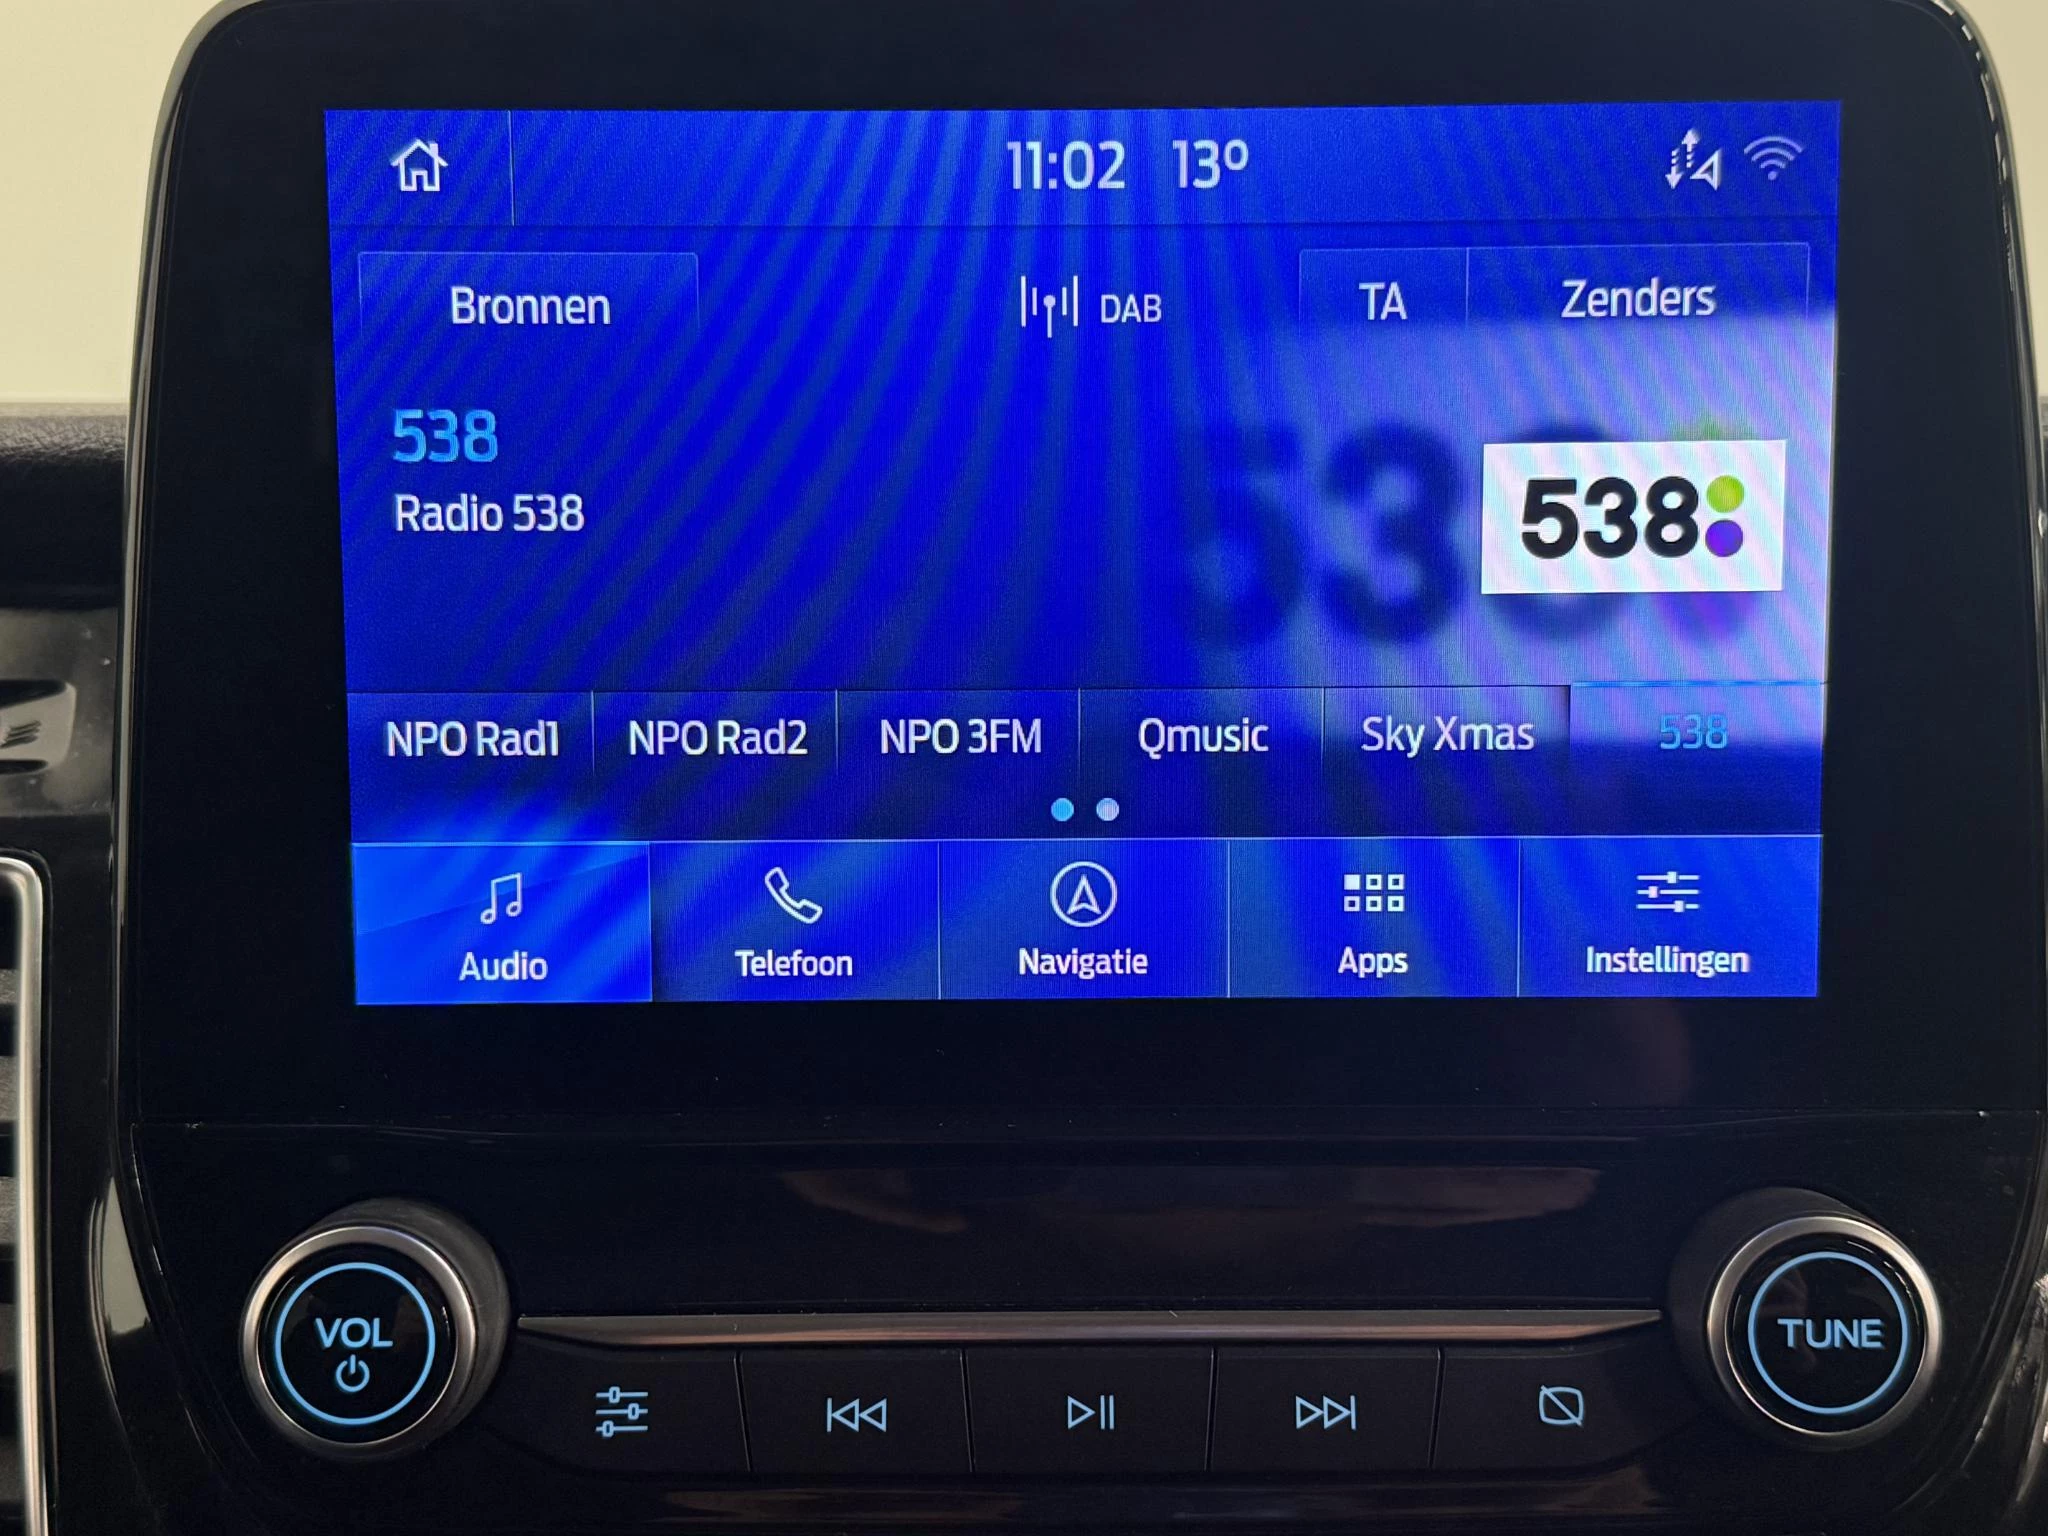 11:02 13°
Bronnen DAB TA Zenders
538
Radio 538
538
NPO Rad1 NPO Rad2 NPO 3FM Qmusic Sky Xmas 538
Audio Telefoon Navigatie Apps Instellingen
VOL TUNE